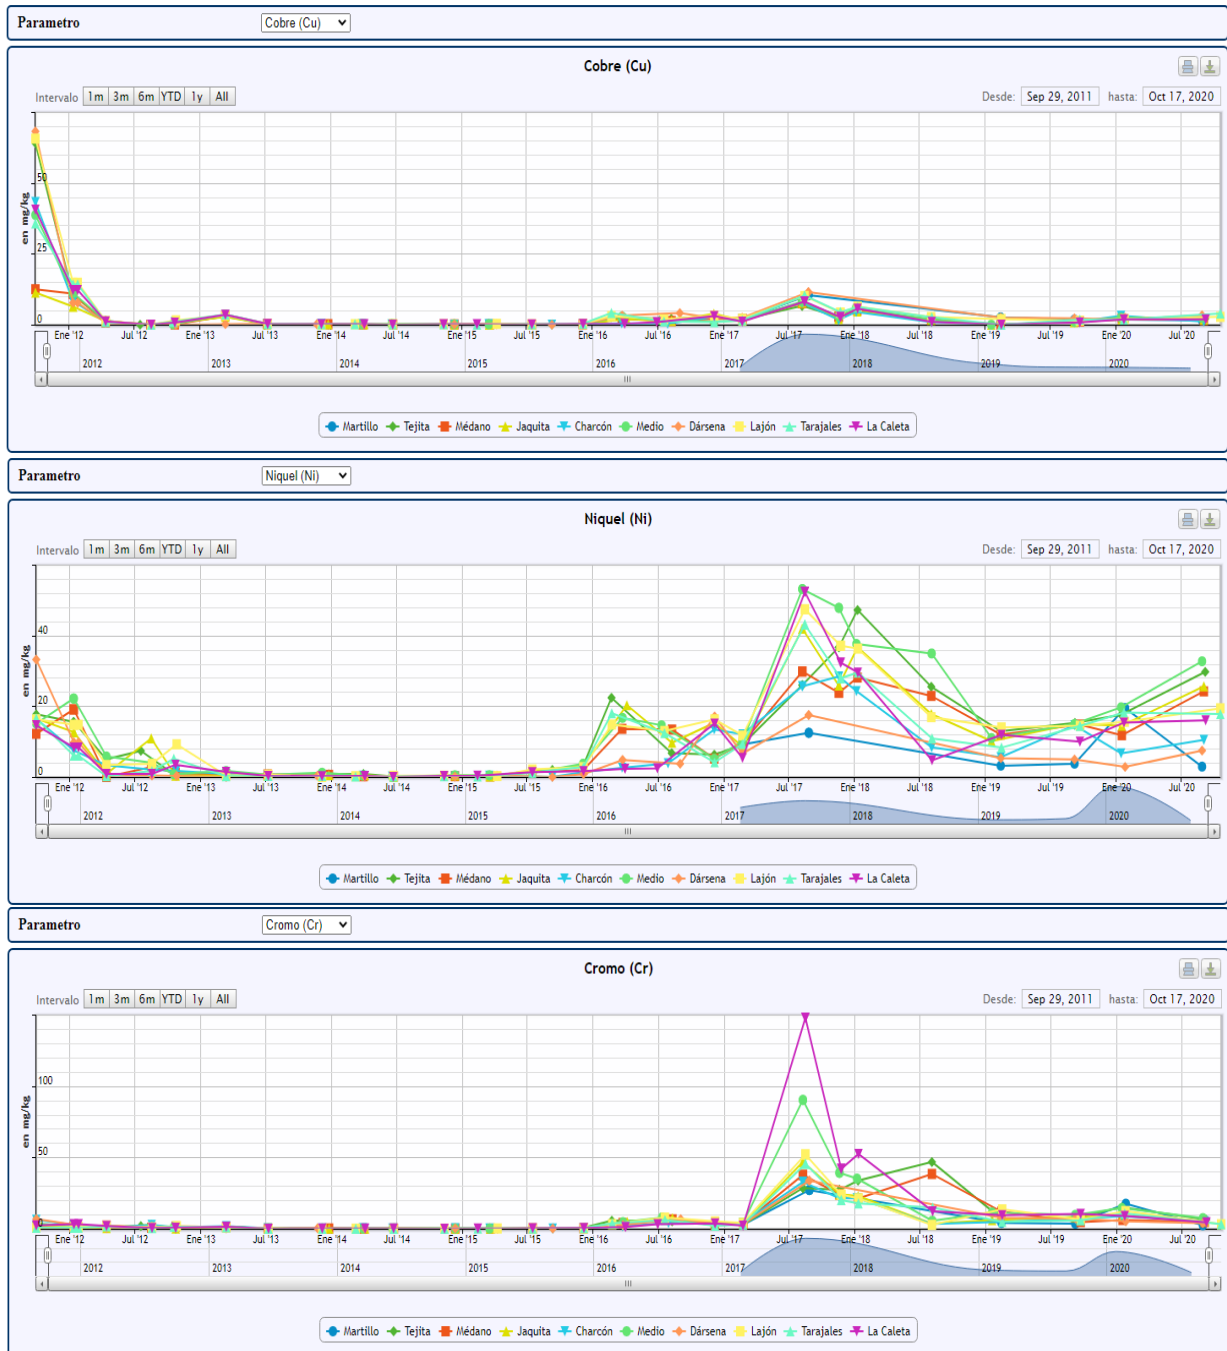 Parametro Cobre (Cu)
Cobre (Cu)
Intervalo 1m 3m 6m YTD 1y All Desde: Sep 29, 2011 hasta: Oct 17, 2020
en mg/kg
50
25
0
Ene '12 Jul '12 Ene '13 Jul '13 Ene '14 Jul '14 Ene '15 Jul '15 Ene '16 Jul '16 Ene '17 Jul '17 Ene '18 Jul '18 Ene '19 Jul '19 Ene '20 Jul '20
2012 2013 2014 2015 2016 2017 2018 2019 2020
Martillo Tejita Médano Jaquita Charcón Medio Dársena Lajón Tarajales La Caleta
Parametro Niquel (Ni)
Niquel (Ni)
Intervalo 1m 3m 6m YTD 1y All Desde: Sep 29, 2011 hasta: Oct 17, 2020
en mg/kg
40
20
0
Ene '12 Jul '12 Ene '13 Jul '13 Ene '14 Jul '14 Ene '15 Jul '15 Ene '16 Jul '16 Ene '17 Jul '17 Ene '18 Jul '18 Ene '19 Jul '19 Ene '20 Jul '20
2012 2013 2014 2015 2016 2017 2018 2019 2020
Martillo Tejita Médano Jaquita Charcón Medio Dársena Lajón Tarajales La Caleta
Parametro Cromo (Cr)
Cromo (Cr)
Intervalo 1m 3m 6m YTD 1y All Desde: Sep 29, 2011 hasta: Oct 17, 2020
en mg/kg
100
50
0
Ene '12 Jul '12 Ene '13 Jul '13 Ene '14 Jul '14 Ene '15 Jul '15 Ene '16 Jul '16 Ene '17 Jul '17 Ene '18 Jul '18 Ene '19 Jul '19 Ene '20 Jul '20
2012 2013 2014 2015 2016 2017 2018 2019 2020
Martillo Tejita Médano Jaquita Charcón Medio Dársena Lajón Tarajales La Caleta